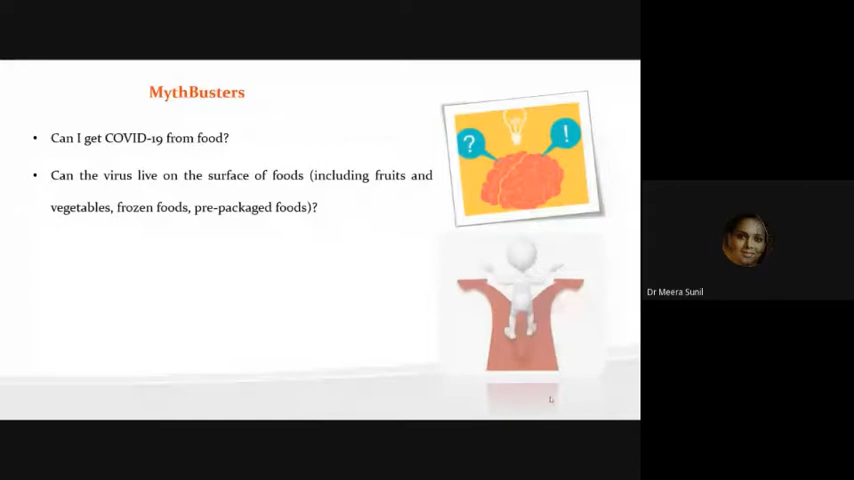 MythBusters
• Can I get COVID-19 from food?
• Can the virus live on the surface of foods (including fruits and
vegetables, frozen foods, pre-packaged foods)?
?
!
Dr Meera Sunil